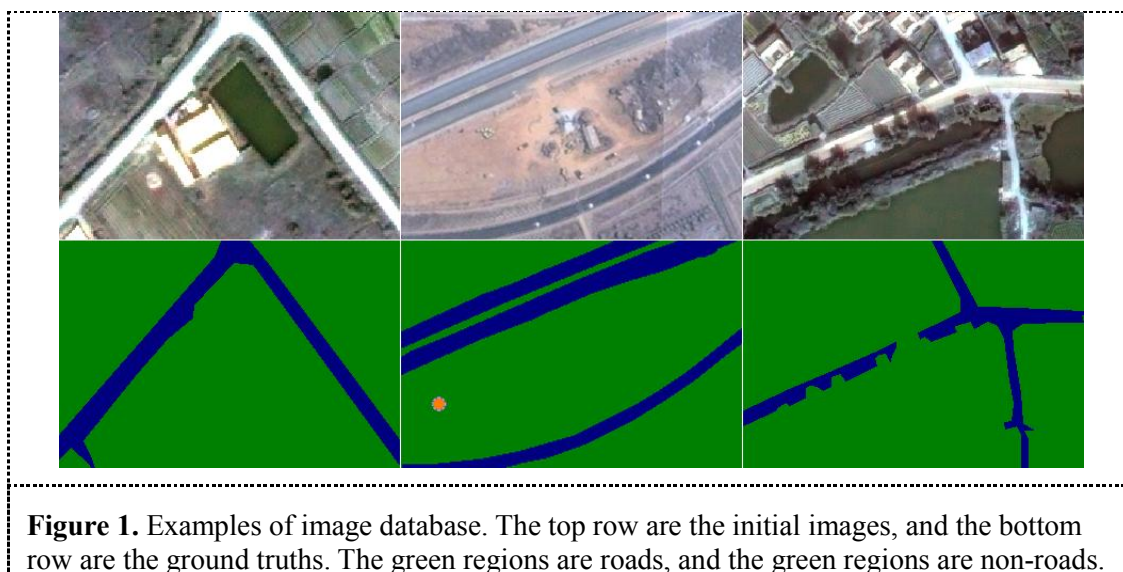 Figure 1. Examples of image database. The top row are the initial images, and the bottom
row are the ground truths. The green regions are roads, and the green regions are non-roads.